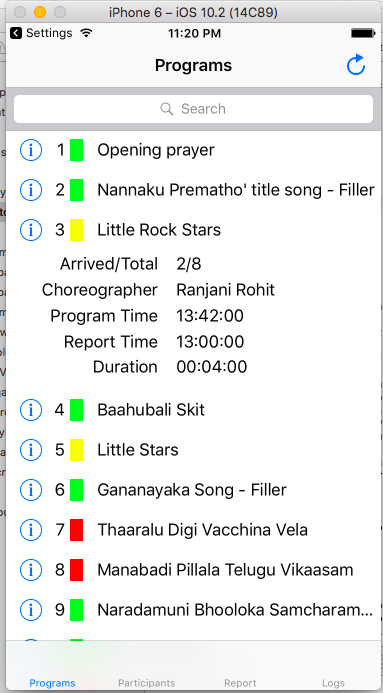 iPhone 6 – iOS 10.2 (14C89)
Settings 11:20 PM
Programs
Search
1 Opening prayer
2 Nannaku Prematho' title song - Filler
3 Little Rock Stars
Arrived/Total 2/8
Choreographer Ranjani Rohit
Program Time 13:42:00
Report Time 13:00:00
Duration 00:04:00
4 Baahubali Skit
5 Little Stars
6 Gananayaka Song - Filler
7 Thaaralu Digi Vacchina Vela
8 Manabadi Pillala Telugu Vikaasam
9 Naradamuni Bhooloka Samcharam...
Programs Participants Report Logs